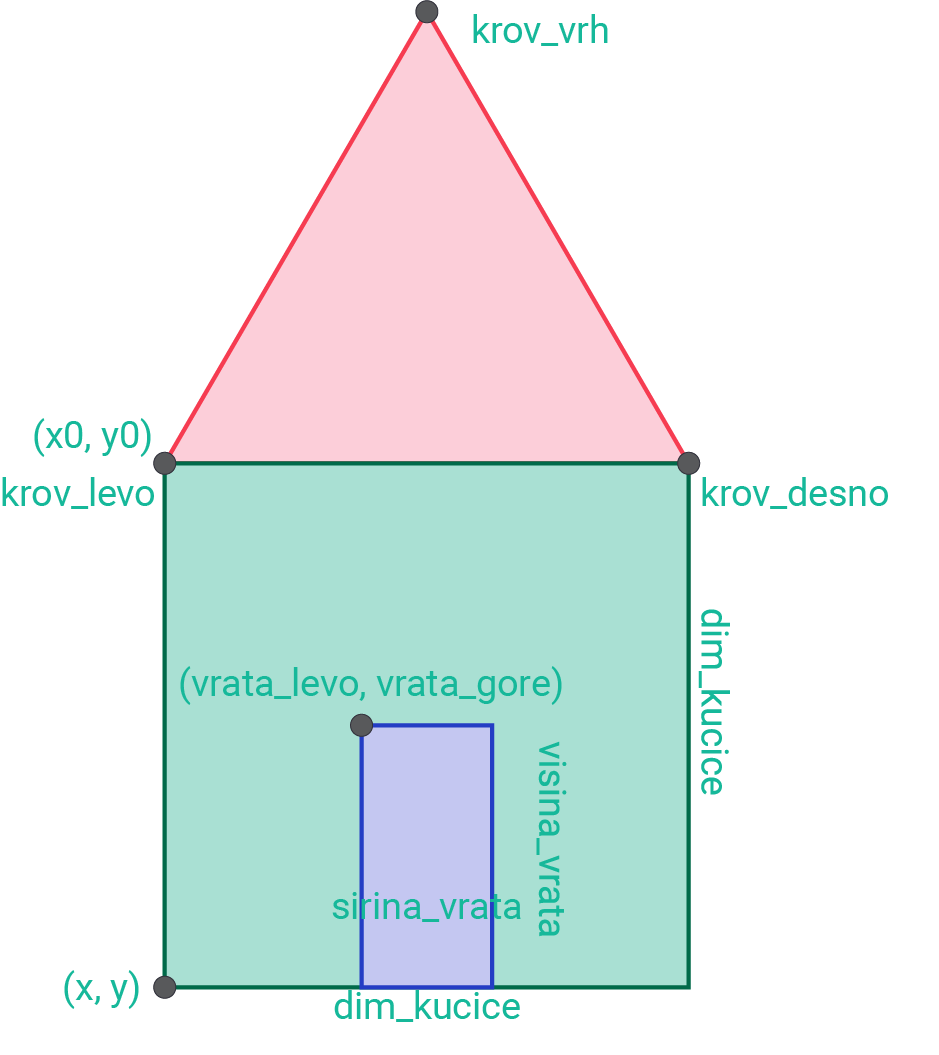 krov_vrh
(x0, y0)
krov_levo
krov_desno
dim_kucice
(vrata_levo, vrata_gore)
visina_vrata
sirina_vrata
(x, y)
dim_kucice